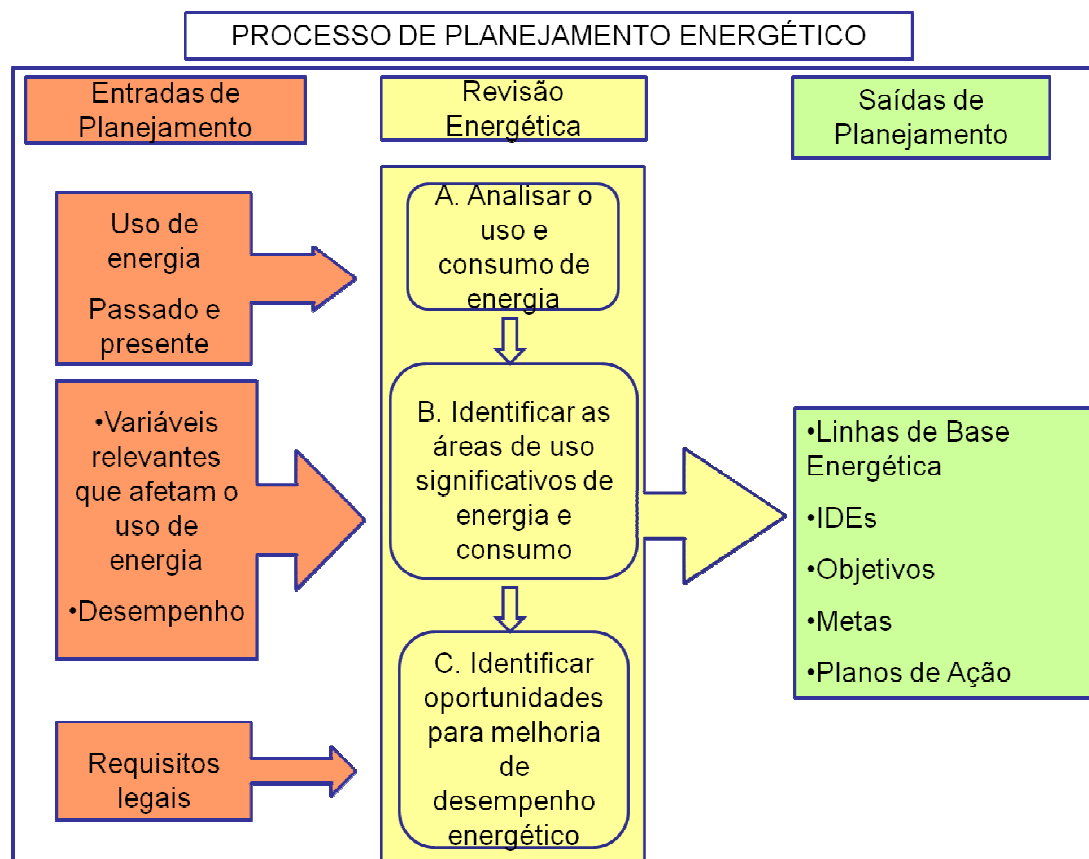 PROCESSO DE PLANEJAMENTO ENERGÉTICO
Entradas de
Planejamento
Revisão
Energética
Saídas de
Planejamento
Uso de
energia
Passado e
presente
•Variáveis
relevantes
que afetam o
uso de
energia
•Desempenho
Requisitos
legais
A. Analisar o
uso e
consumo de
energia
B. Identificar as
áreas de uso
significativos de
energia e
consumo
C. Identificar
oportunidades
para melhoria
de
desempenho
energético
•Linhas de Base
Energética
•IDEs
•Objetivos
•Metas
•Planos de Ação